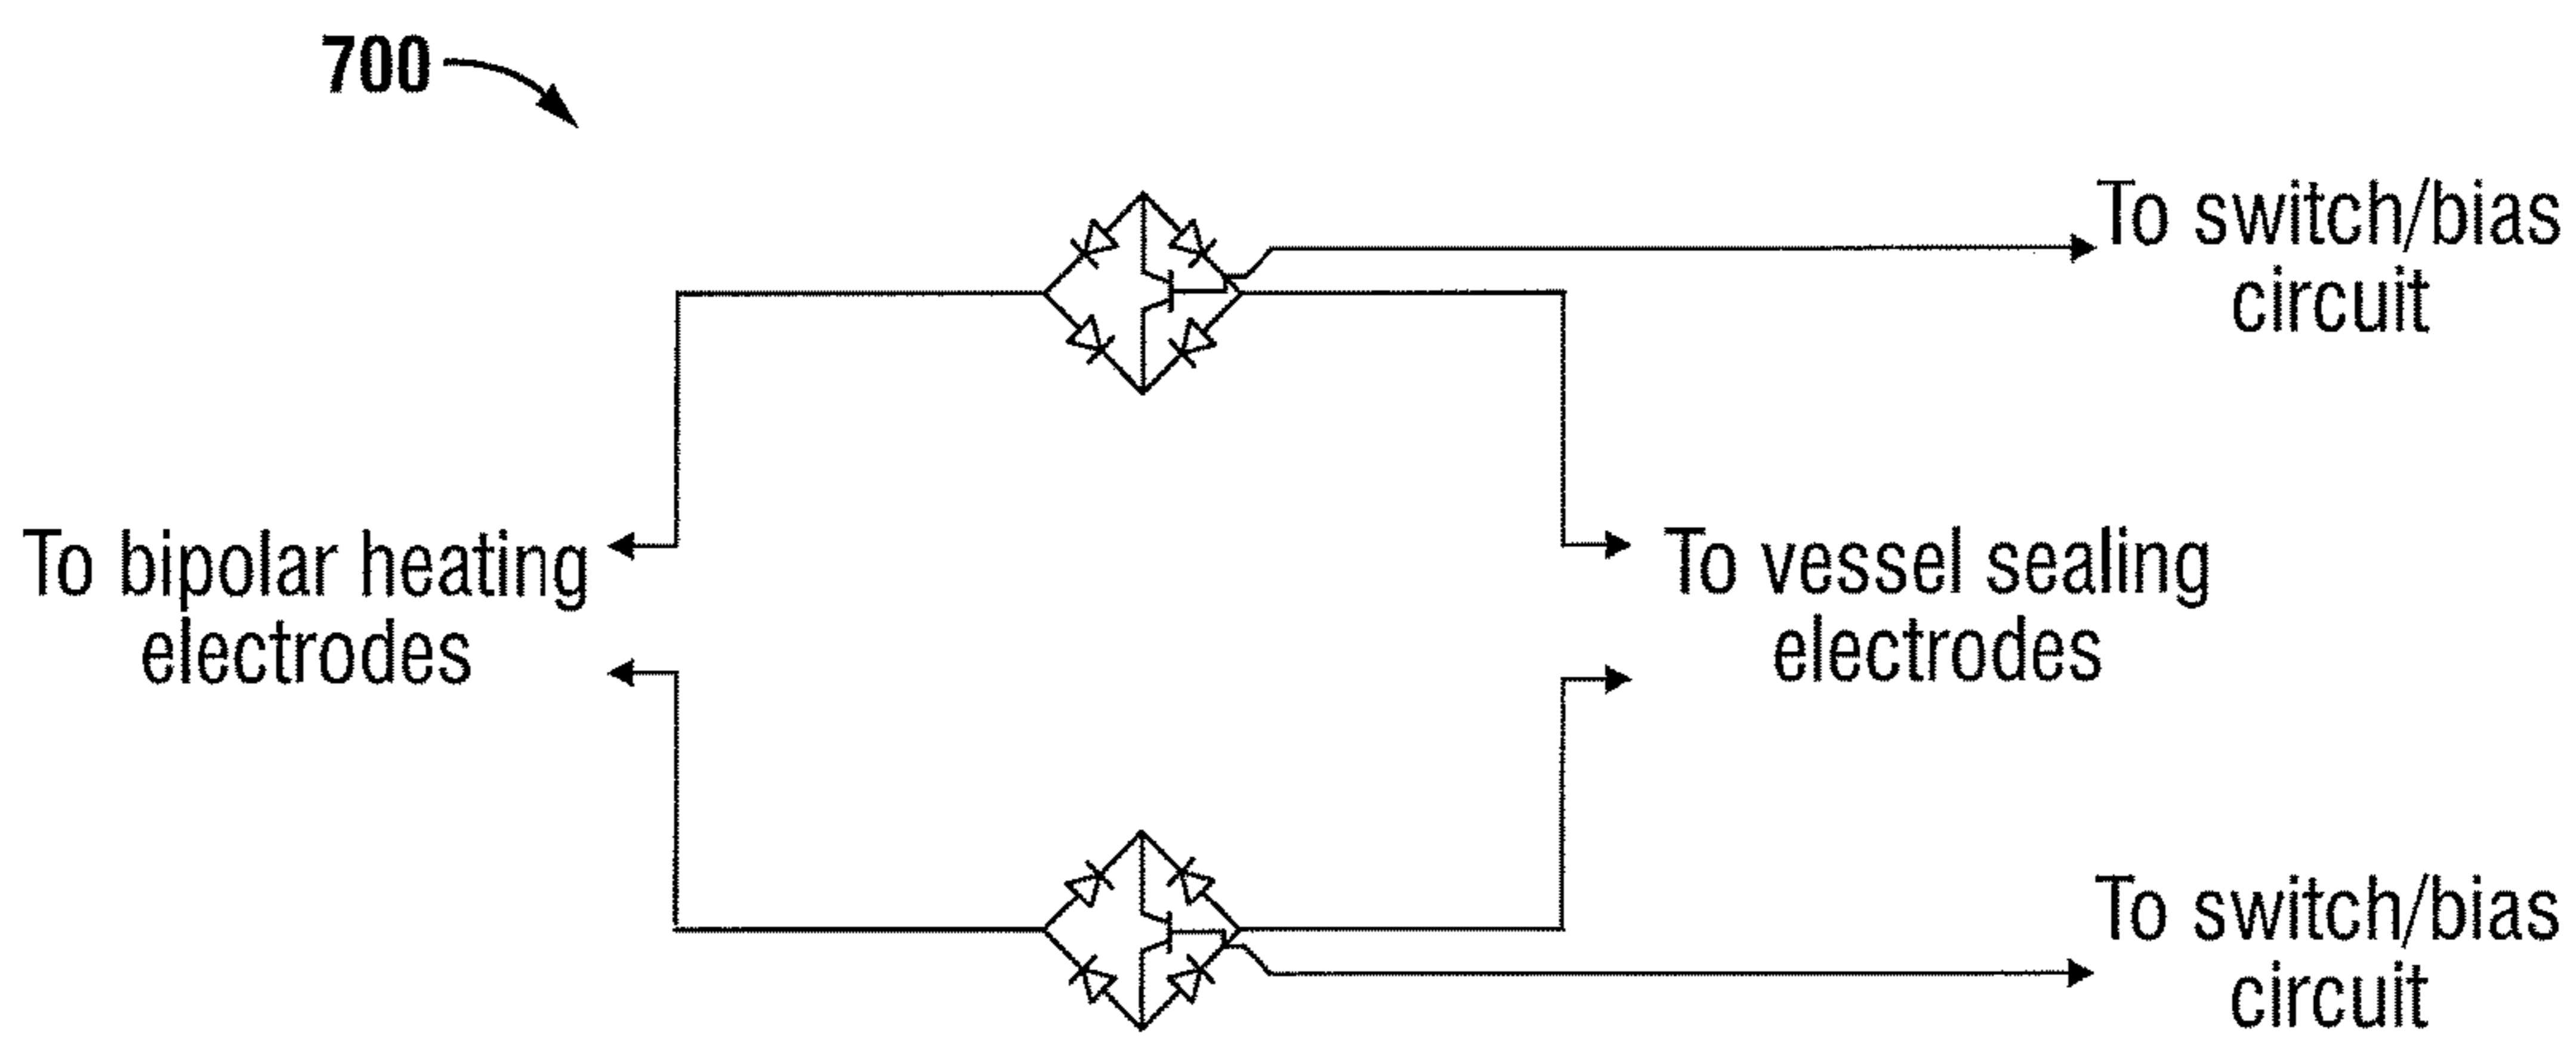 700
To switch/bias
circuit
To bipolar heating
electrodes
To vessel sealing
electrodes
To switch/bias
circuit